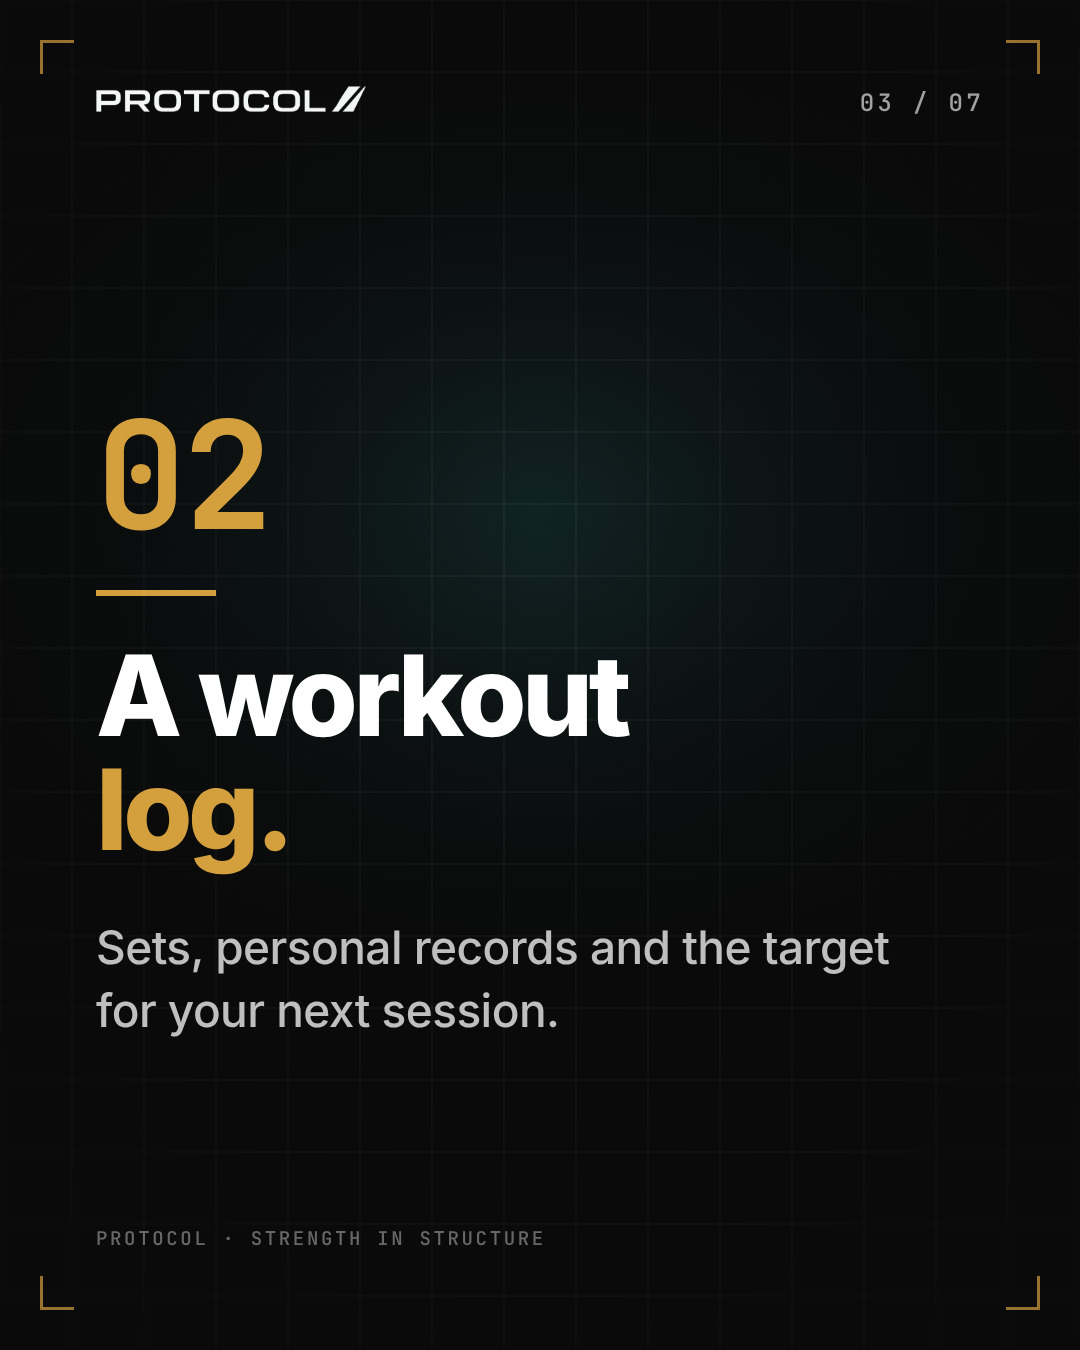 PROTOCOL
03 / 07
02
A workout
log.
Sets, personal records and the target
for your next session.
PROTOCOL · STRENGTH IN STRUCTURE